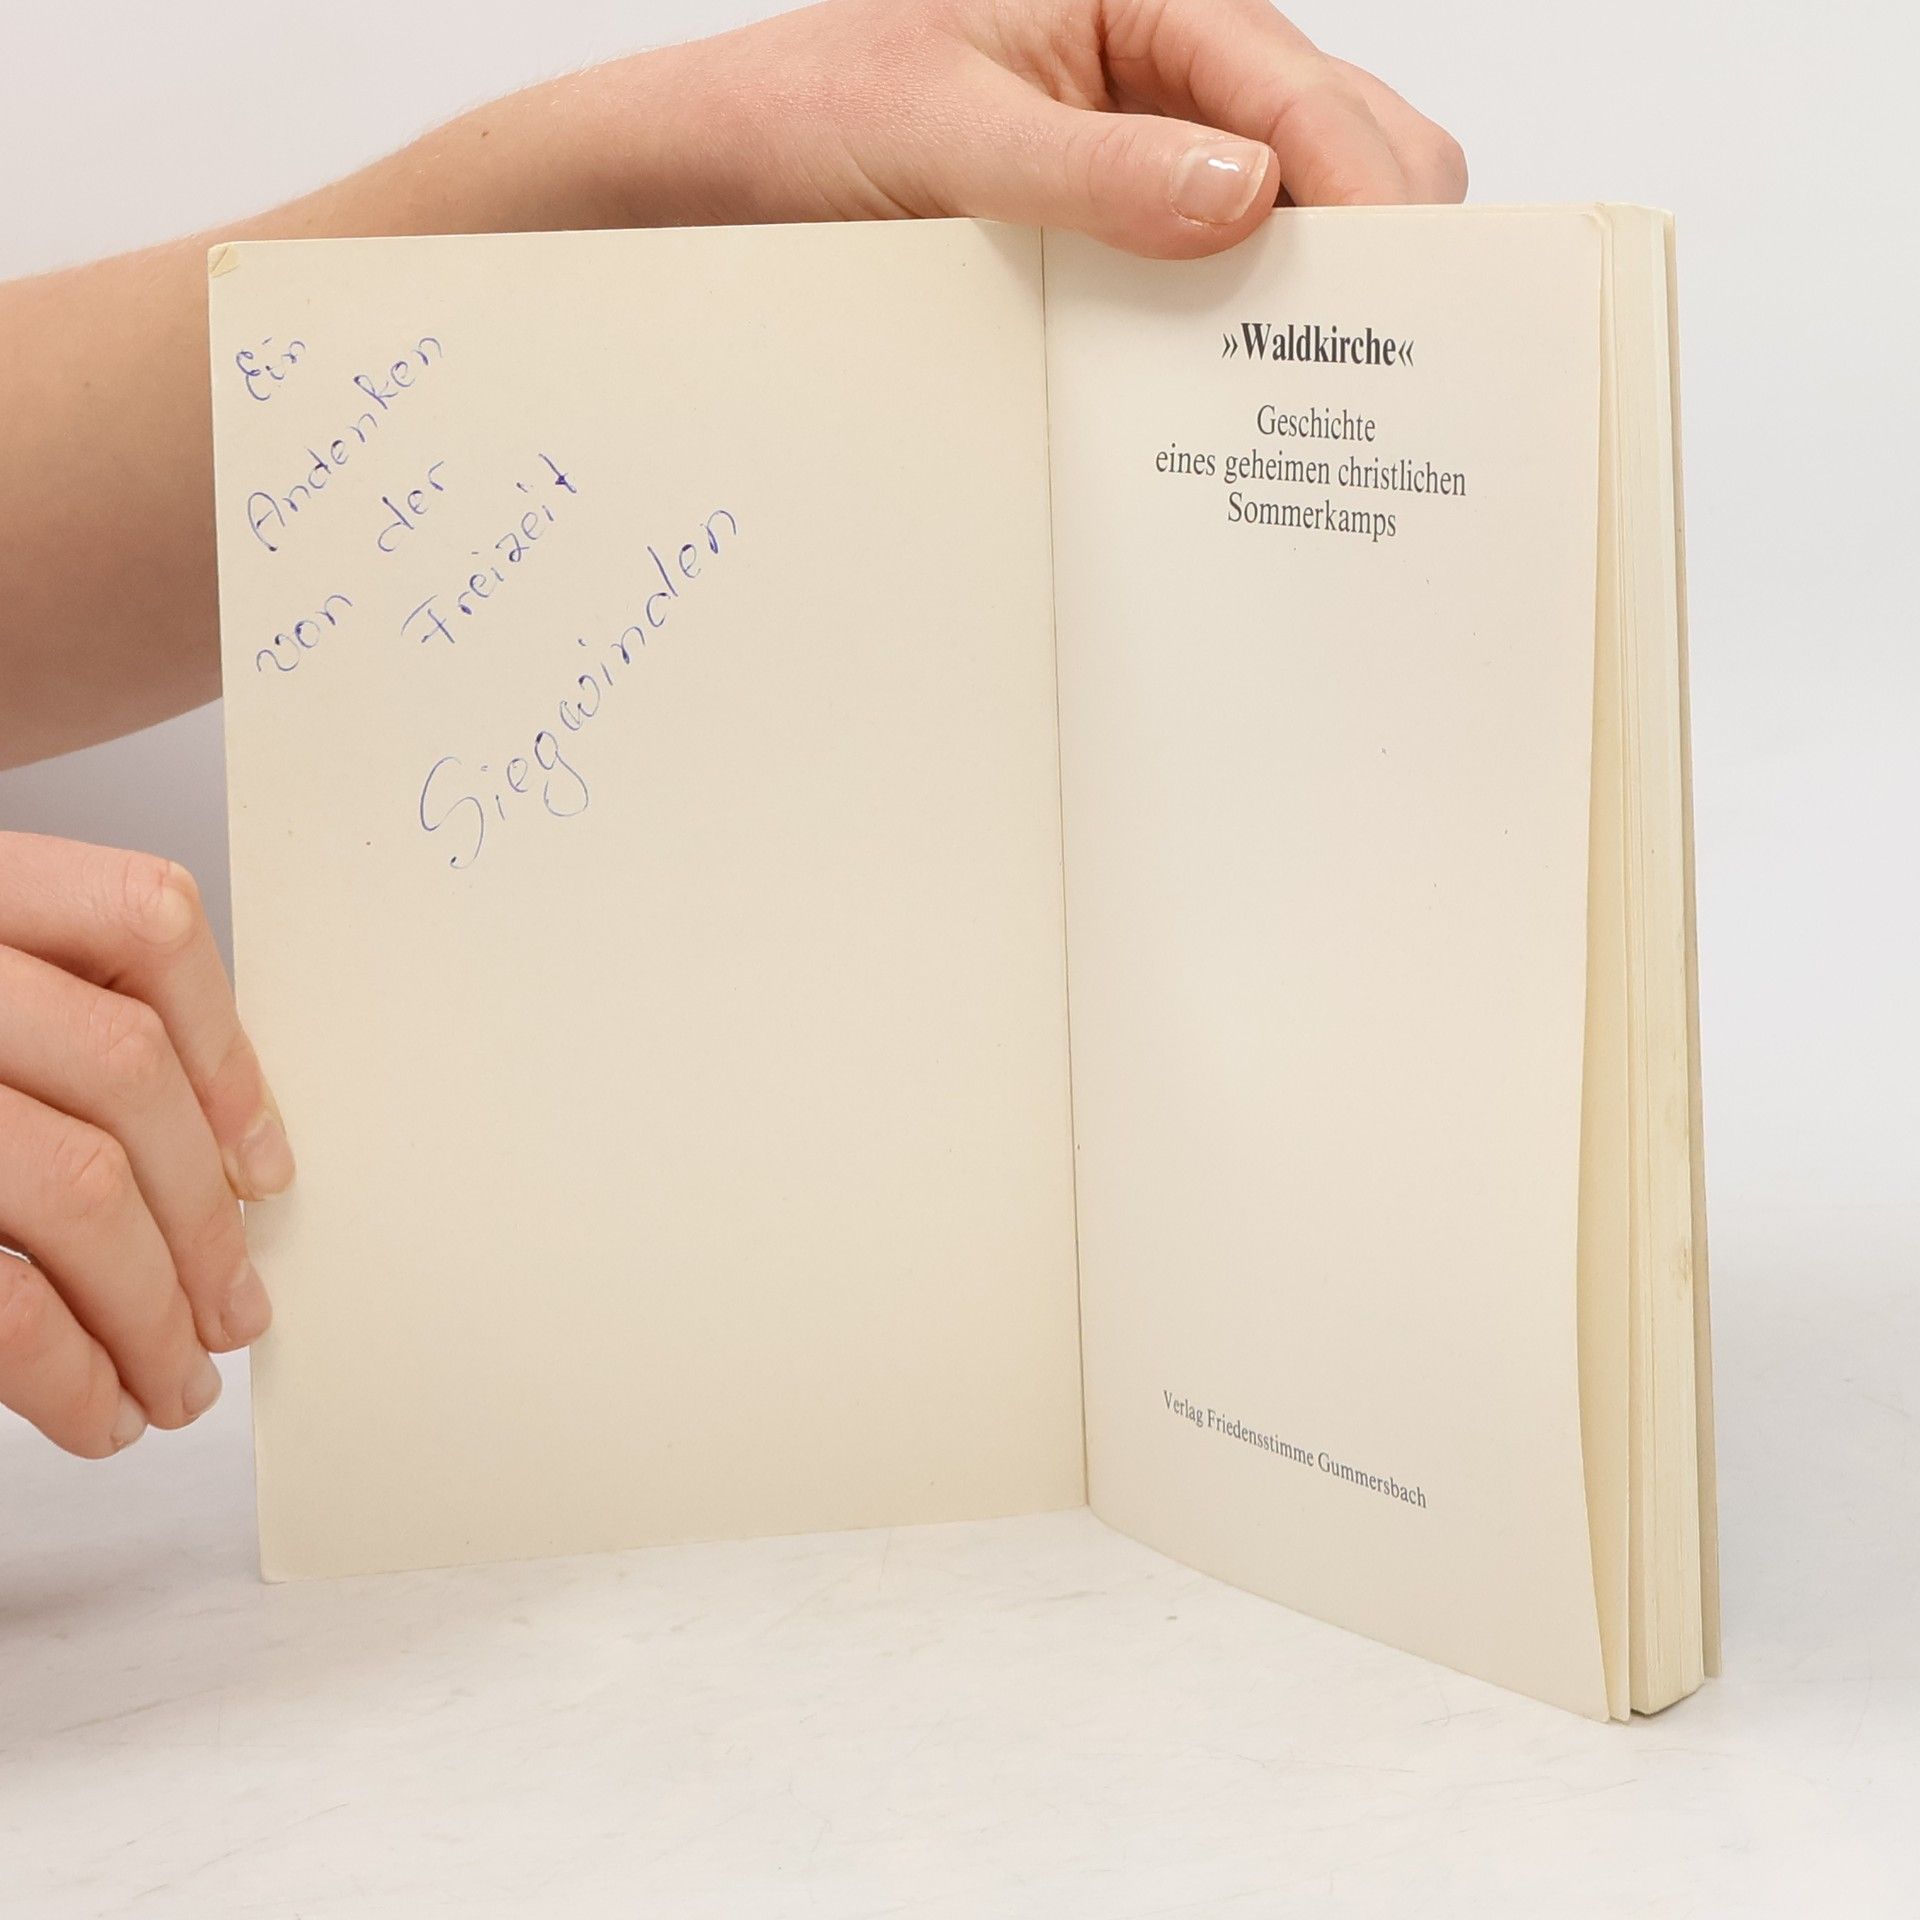 Ein
Andenken
von der
Freizeit
Siegwinden
»Waldkirche«
Geschichte
eines geheimen christlichen
Sommerkamps
Verlag Friedensstimme Gummersbach